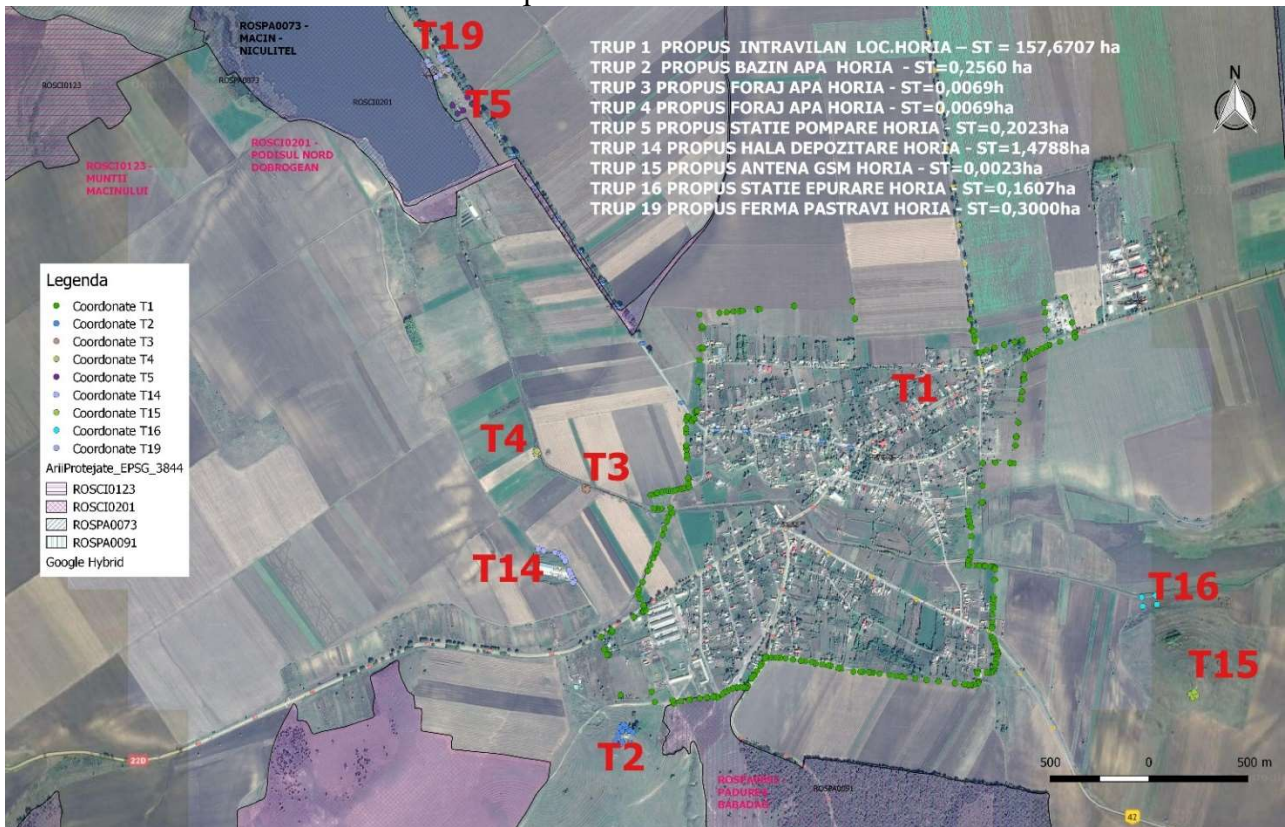 ROSPA0073 -
MACIN -
NICULITEL
T19
TRUP 1 PROPUS INTRAVILAN LOC.HORIA – ST = 157,6707 ha
TRUP 2 PROPUS BAZIN APA HORIA - ST=0,2560 ha
TRUP 3 PROPUS FORAJ APA HORIA - ST=0,0069h
TRUP 4 PROPUS FORAJ APA HORIA - ST=0,0069ha
TRUP 5 PROPUS STATIE POMPARE HORIA - ST=0,2023ha
TRUP 14 PROPUS HALA DEPOZITARE HORIA - ST=1,4788ha
TRUP 15 PROPUS ANTENA GSM HORIA - ST=0,0023ha
TRUP 16 PROPUS STATIE EPURARE HORIA - ST=0,1607ha
TRUP 19 PROPUS FERMA PASTRAVI HORIA - ST=0,3000ha
N
ROSCI0123
ROSPA0073
ROSCI0201
T5
ROSCI0123 -
MUNTII
MACINULUI
ROSCI0201 -
PODISUL NORD
DOBROGEAN
Legenda
Coordonate T1
Coordonate T2
Coordonate T3
Coordonate T4
Coordonate T5
Coordonate T14
Coordonate T15
Coordonate T16
Coordonate T19
AriiProtejate_EPSG_3844
ROSCI0123
ROSCI0201
ROSPA0073
ROSPA0091
Google Hybrid
T1
T4
T3
T14
T16
T15
T2
PADUREA
BABADAG
ROSPA0091
220
500 0 500 m
42